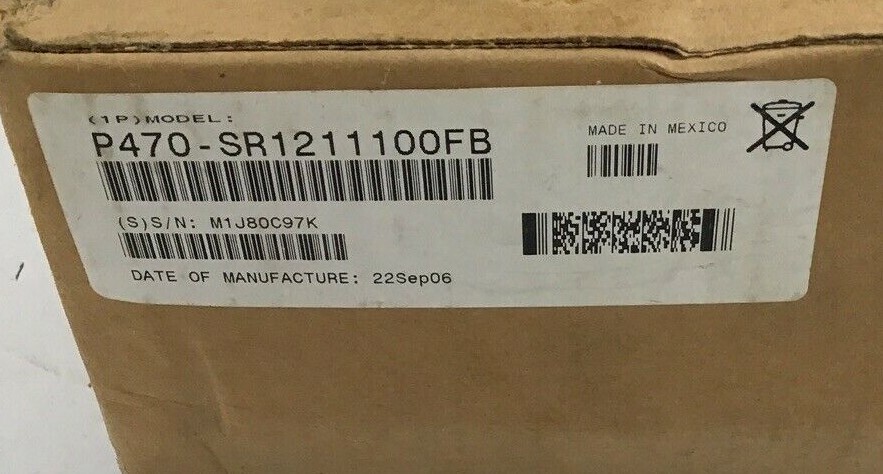 (1P)MODEL:
P470-SR1211100FB
MADE IN MEXICO
(S)S/N: M1J80C97K
DATE OF MANUFACTURE: 22Sep06